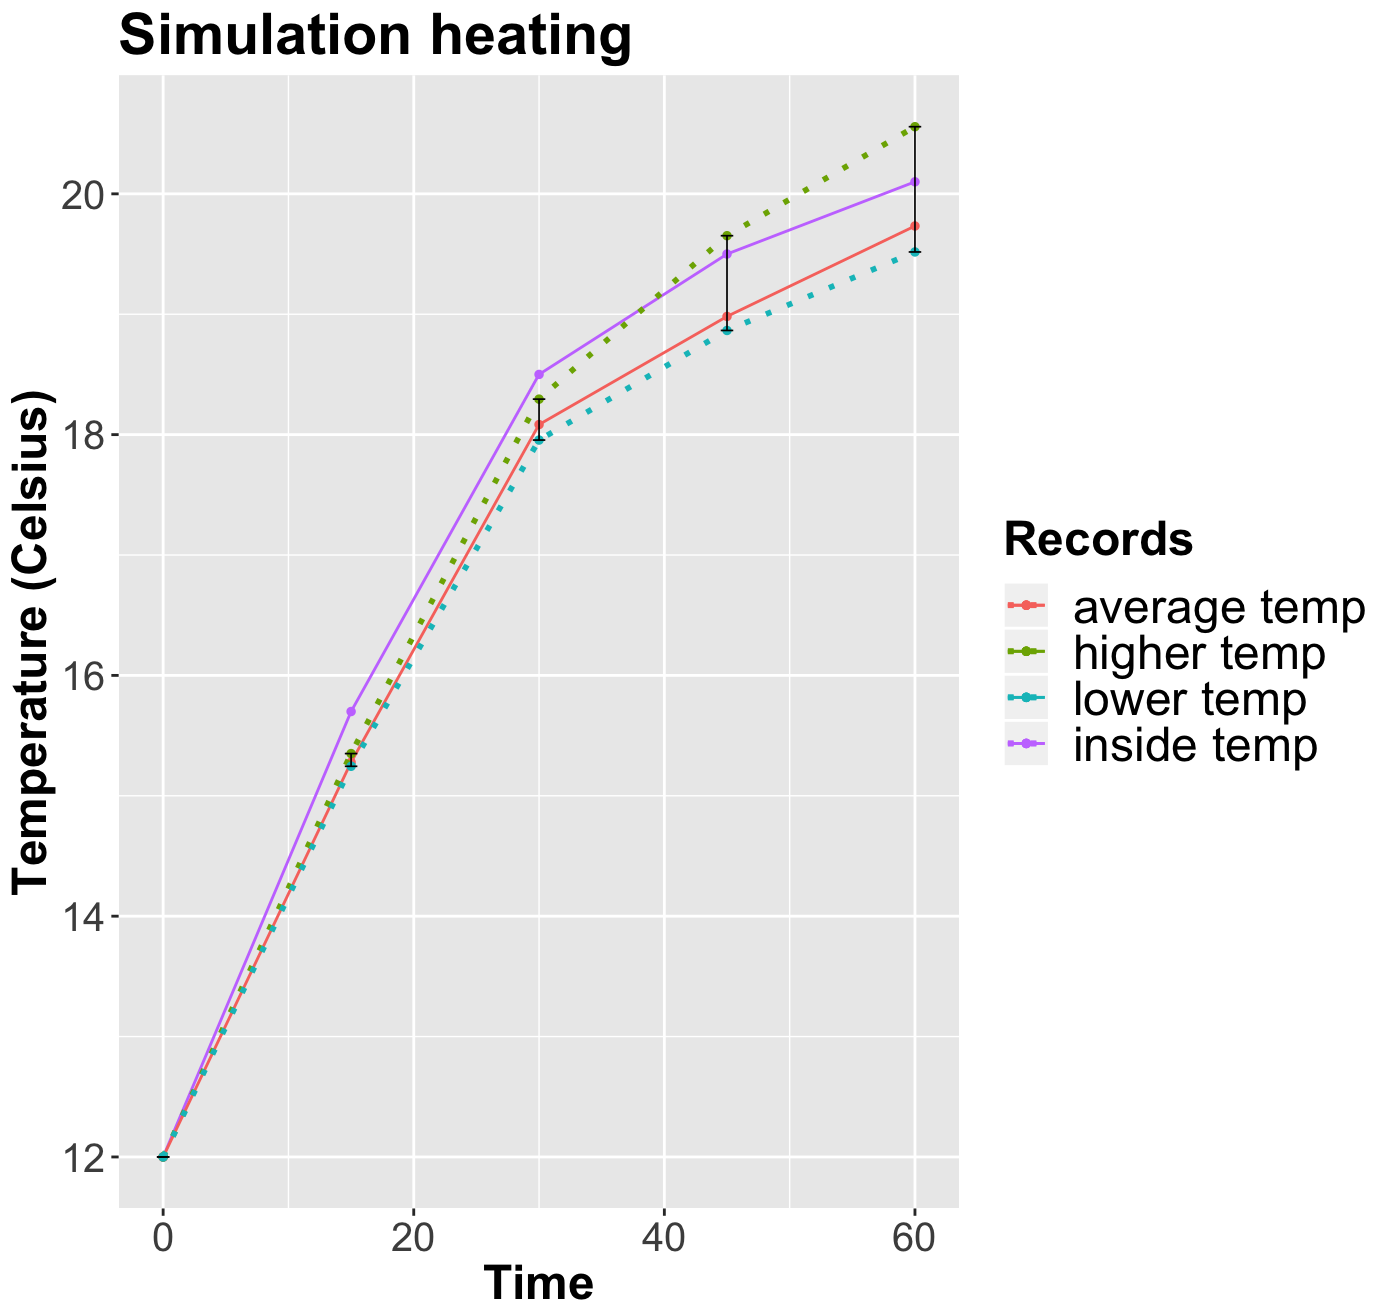 Simulation heating
Temperature (Celsius)
20
18
16
14
12
0 20 40 60
Time
Records
average temp
higher temp
lower temp
inside temp